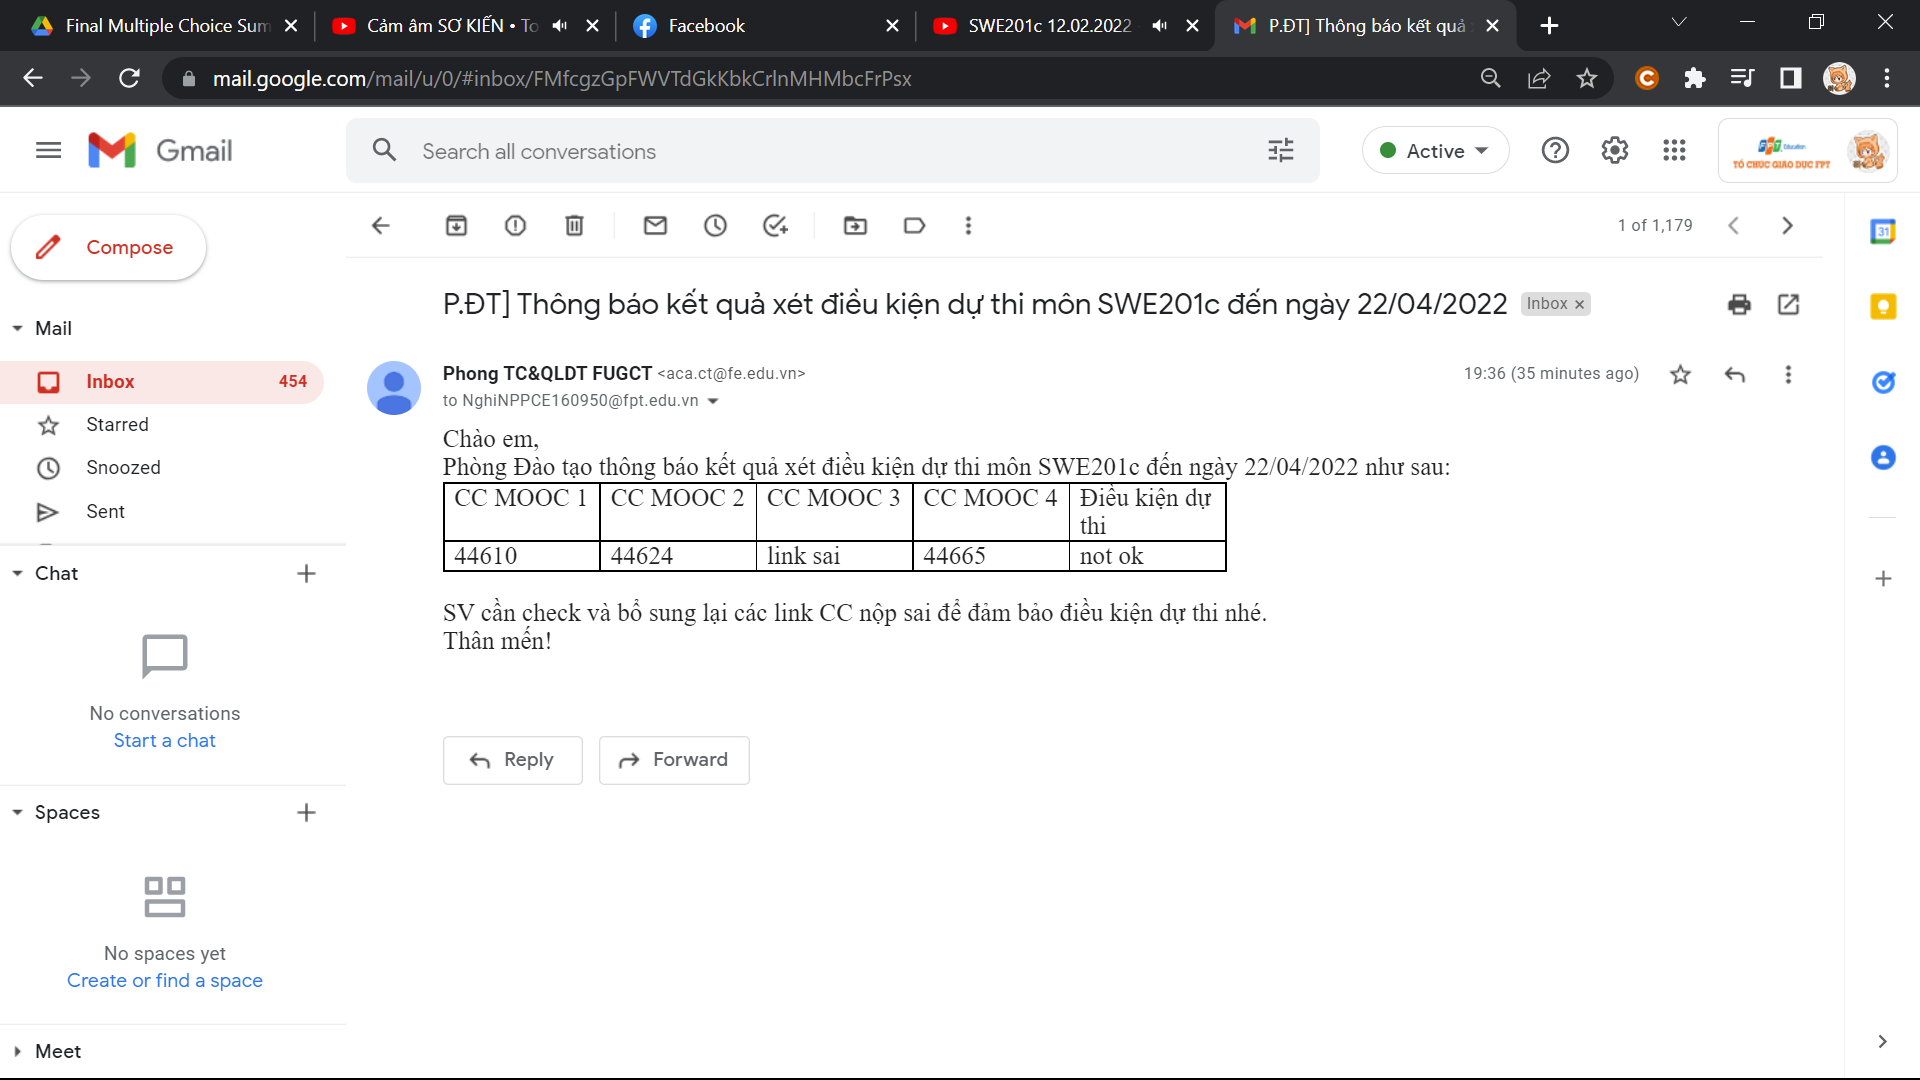 Final Multiple Choice Sum
Cảm âm SƠ KIẾN • To
Facebook
SWE201c 12.02.2022
P.ĐT] Thông báo kết quả
mail.google.com/mail/u/0/#inbox/FMfcgzGpFWVTdGkKbkCrlnMHMbcFrPsx
Gmail
Search all conversations
Active
FPT Education
TỔ CHỨC GIÁO DỤC FPT
Compose
1 of 1,179
31
P.ĐT] Thông báo kết quả xét điều kiện dự thi môn SWE201c đến ngày 22/04/2022
Inbox ×
Mail
Inbox 454
Starred
Snoozed
Sent
Phong TC&QLDT FUGCT <aca.ct@fe.edu.vn>
19:36 (35 minutes ago)
to NghiNPPCE160950@fpt.edu.vn
Chào em,
Phòng Đào tạo thông báo kết quả xét điều kiện dự thi môn SWE201c đến ngày 22/04/2022 như sau:
CC MOOC 1 CC MOOC 2 CC MOOC 3 CC MOOC 4 Điều kiện dự
thi
44610 44624 link sai 44665 not ok
SV cần check và bổ sung lại các link CC nộp sai để đảm bảo điều kiện dự thi nhé.
Thân mến!
Reply
Forward
Chat
No conversations
Start a chat
Spaces
No spaces yet
Create or find a space
Meet